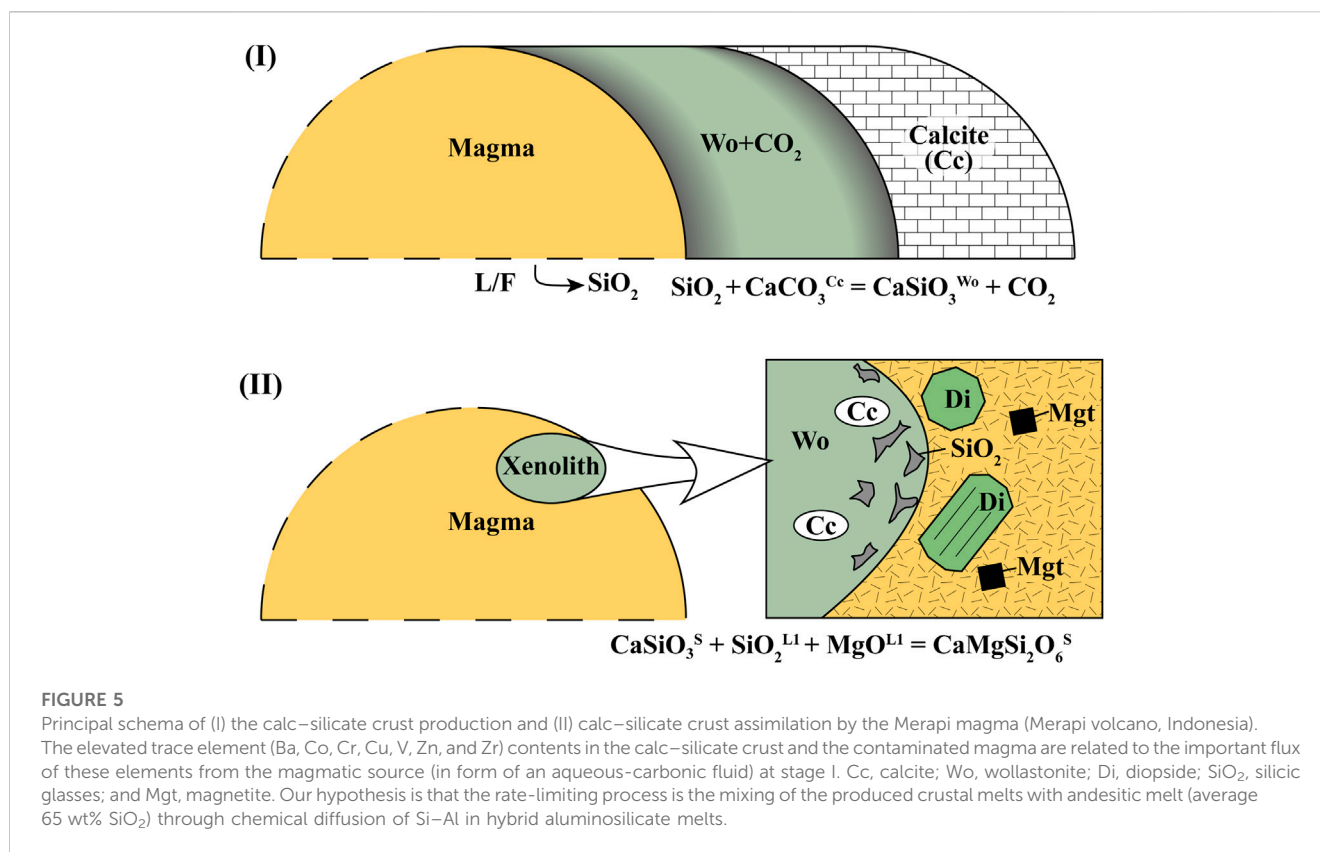 (I)
Magma
Wo+CO₂
Calcite
(Cc)
L/F
SiO₂
SiO₂ + CaCO₃ᶜᶜ = CaSiO₃ᵂᵒ + CO₂
(II)
Xenolith
Magma
Cc
Wo
Cc
Di
Mgt
SiO₂
Di
Mgt
CaSiO₃ˢ + SiO₂ᴸ¹ + MgOᴸ¹ = CaMgSi₂O₆ˢ
FIGURE 5
Principal schema of (I) the calc–silicate crust production and (II) calc–silicate crust assimilation by the Merapi magma (Merapi volcano, Indonesia).
The elevated trace element (Ba, Co, Cr, Cu, V, Zn, and Zr) contents in the calc–silicate crust and the contaminated magma are related to the important flux
of these elements from the magmatic source (in form of an aqueous-carbonic fluid) at stage I. Cc, calcite; Wo, wollastonite; Di, diopside; SiO₂, silicic
glasses; and Mgt, magnetite. Our hypothesis is that the rate-limiting process is the mixing of the produced crustal melts with andesitic melt (average
65 wt% SiO₂) through chemical diffusion of Si–Al in hybrid aluminosilicate melts.